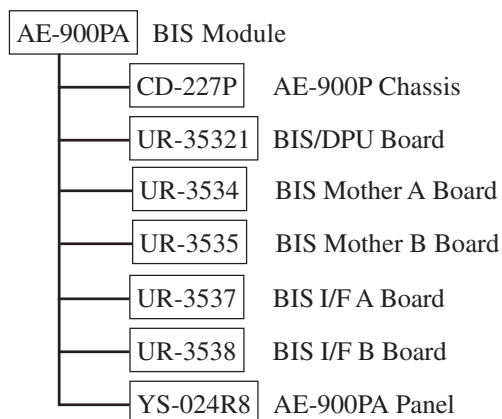 AE-900PA BIS Module
CD-227P AE-900P Chassis
UR-35321 BIS/DPU Board
UR-3534 BIS Mother A Board
UR-3535 BIS Mother B Board
UR-3537 BIS I/F A Board
UR-3538 BIS I/F B Board
YS-024R8 AE-900PA Panel